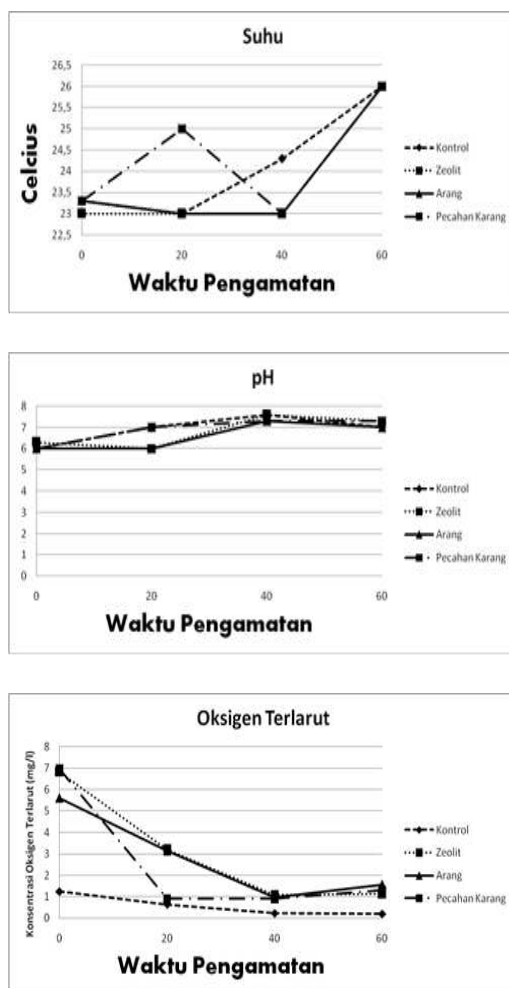 Suhu
26,5
26
25,5
25
24,5
24
23,5
23
22,5
Celcius
0 20 40 60
Waktu Pengamatan
Kontrol
Zeolit
Arang
Pecahan Karang
pH
8
7
6
5
4
3
2
1
0
0 20 40 60
Waktu Pengamatan
Kontrol
Zeolit
Arang
Pecahan Karang
Oksigen Terlarut
Konsentrasi Oksigen Terlarut (mg/l)
8
7
6
5
4
3
2
1
0
0 20 40 60
Waktu Pengamatan
Kontrol
Zeolit
Arang
Pecahan Karang